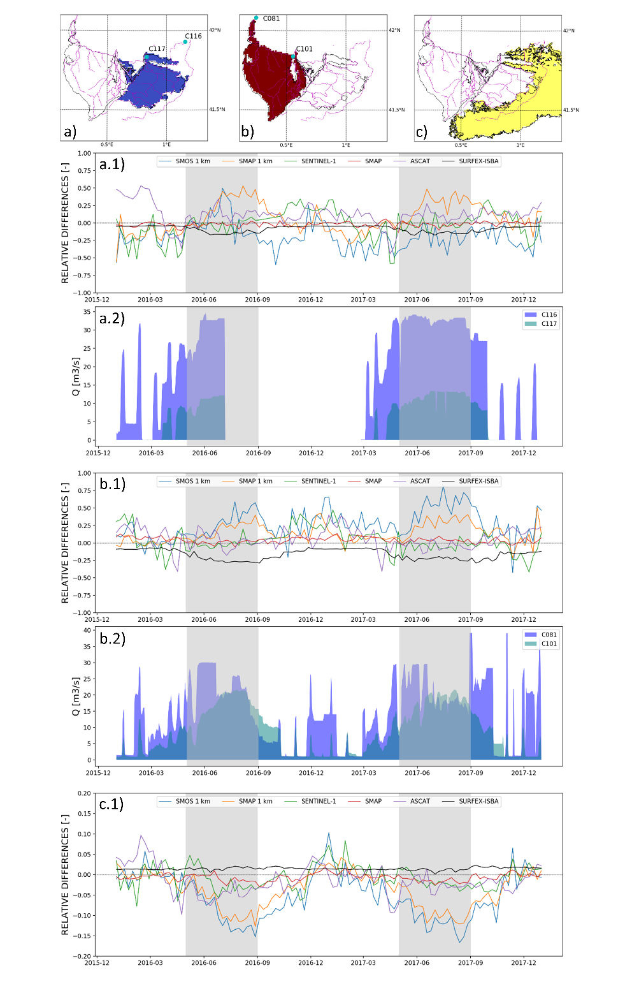 C116
C117
42°N
41.5°N
a)
0.5°E
1°E
C081
C101
42°N
41.5°N
b)
0.5°E
1°E
42°N
41.5°N
c)
0.5°E
1°E
a.1)
SMOS 1 km
SMAP 1 km
SENTINEL-1
SMAP
ASCAT
SURFEX-ISBA
RELATIVE DIFFERENCES [-]
1.00
0.75
0.50
0.25
0.00
−0.25
−0.50
−0.75
−1.00
2015-12
2016-03
2016-06
2016-09
2016-12
2017-03
2017-06
2017-09
2017-12
a.2)
C116
C117
Q [m3/s]
35
30
25
20
15
10
5
0
2015-12
2016-03
2016-06
2016-09
2016-12
2017-03
2017-06
2017-09
2017-12
b.1)
SMOS 1 km
SMAP 1 km
SENTINEL-1
SMAP
ASCAT
SURFEX-ISBA
RELATIVE DIFFERENCES [-]
1.00
0.75
0.50
0.25
0.00
−0.25
−0.50
−0.75
−1.00
2015-12
2016-03
2016-06
2016-09
2016-12
2017-03
2017-06
2017-09
2017-12
b.2)
C081
C101
Q [m3/s]
40
35
30
25
20
15
10
5
0
2015-12
2016-03
2016-06
2016-09
2016-12
2017-03
2017-06
2017-09
2017-12
c.1)
SMOS 1 km
SMAP 1 km
SENTINEL-1
SMAP
ASCAT
SURFEX-ISBA
RELATIVE DIFFERENCES [-]
0.20
0.15
0.10
0.05
0.00
−0.05
−0.10
−0.15
−0.20
2015-12
2016-03
2016-06
2016-09
2016-12
2017-03
2017-06
2017-09
2017-12